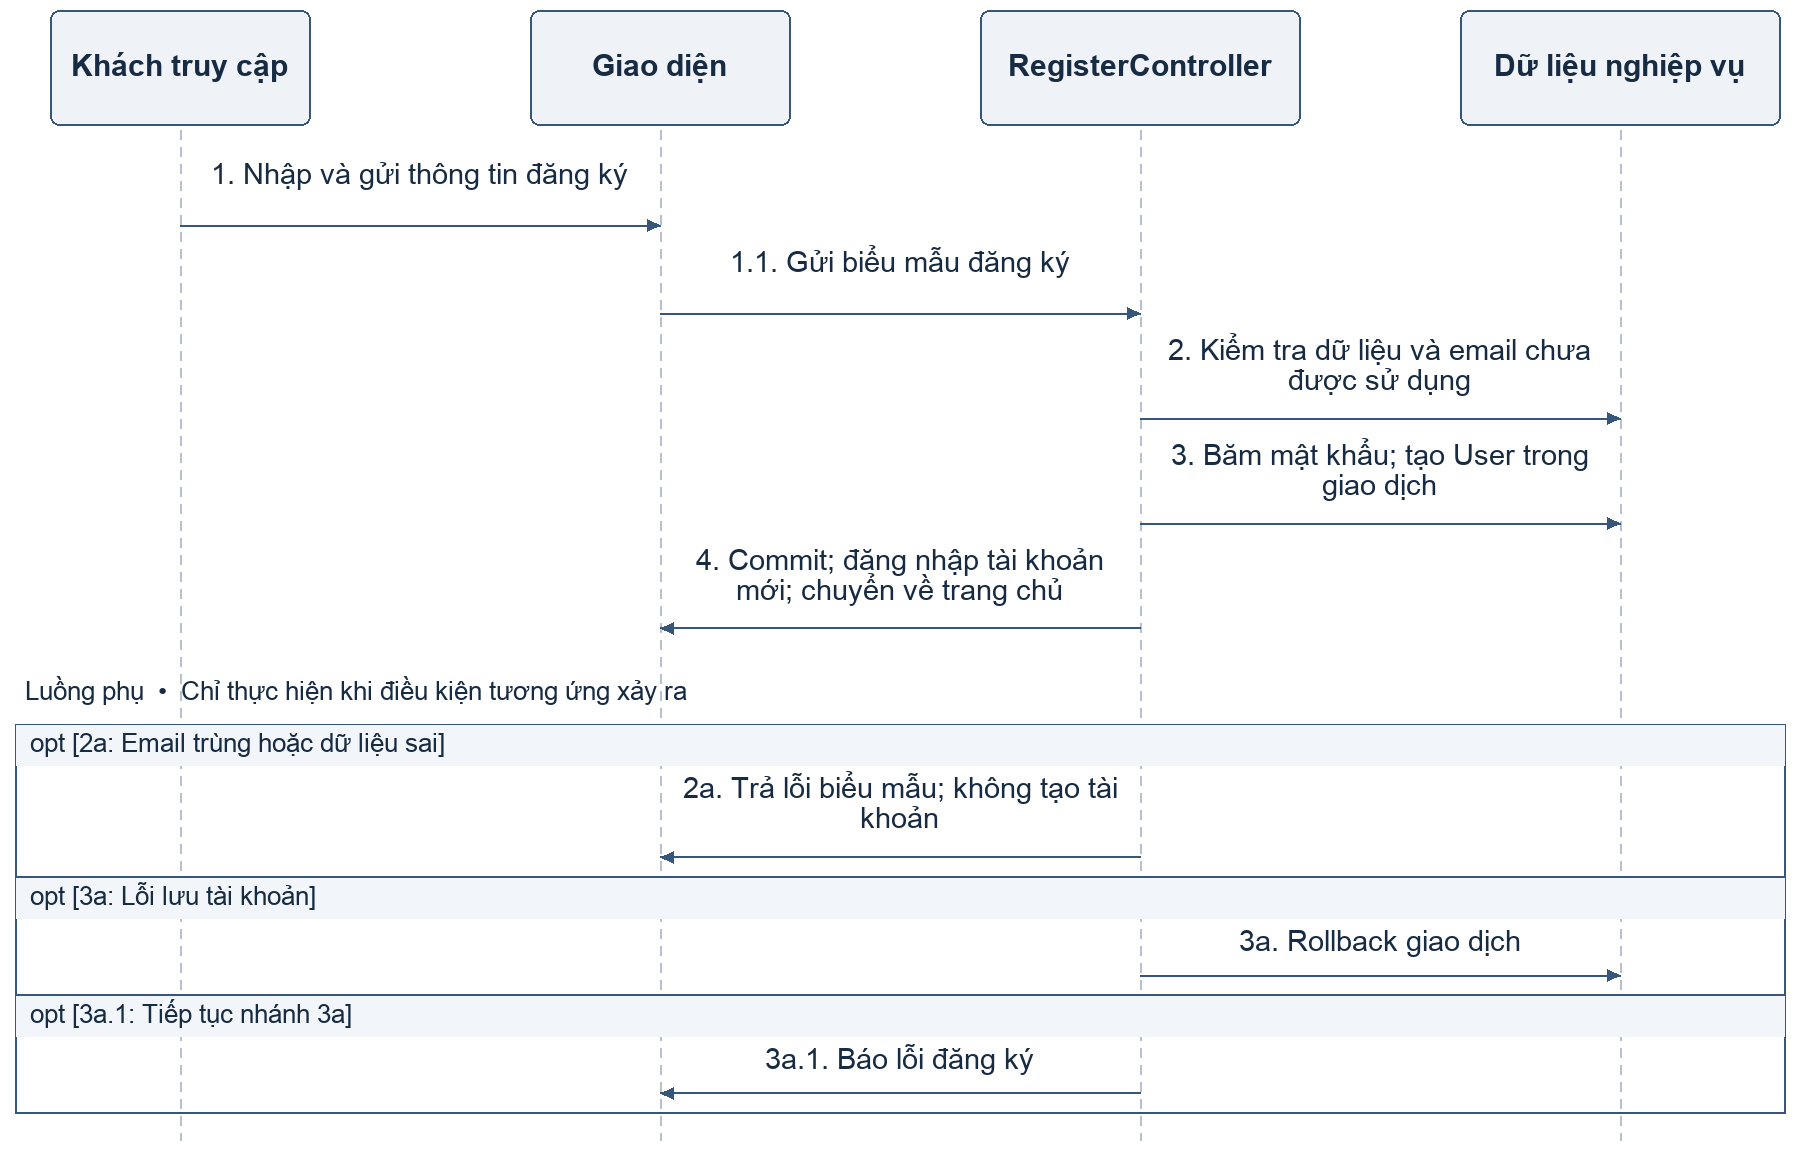 Khách truy cập
Giao diện
RegisterController
Dữ liệu nghiệp vụ
1. Nhập và gửi thông tin đăng ký
1.1. Gửi biểu mẫu đăng ký
2. Kiểm tra dữ liệu và email chưa
được sử dụng
3. Băm mật khẩu; tạo User trong
giao dịch
4. Commit; đăng nhập tài khoản
mới; chuyển về trang chủ
Luồng phụ • Chỉ thực hiện khi điều kiện tương ứng xảy ra
opt [2a: Email trùng hoặc dữ liệu sai]
2a. Trả lỗi biểu mẫu; không tạo tài
khoản
opt [3a: Lỗi lưu tài khoản]
3a. Rollback giao dịch
opt [3a.1: Tiếp tục nhánh 3a]
3a.1. Báo lỗi đăng ký